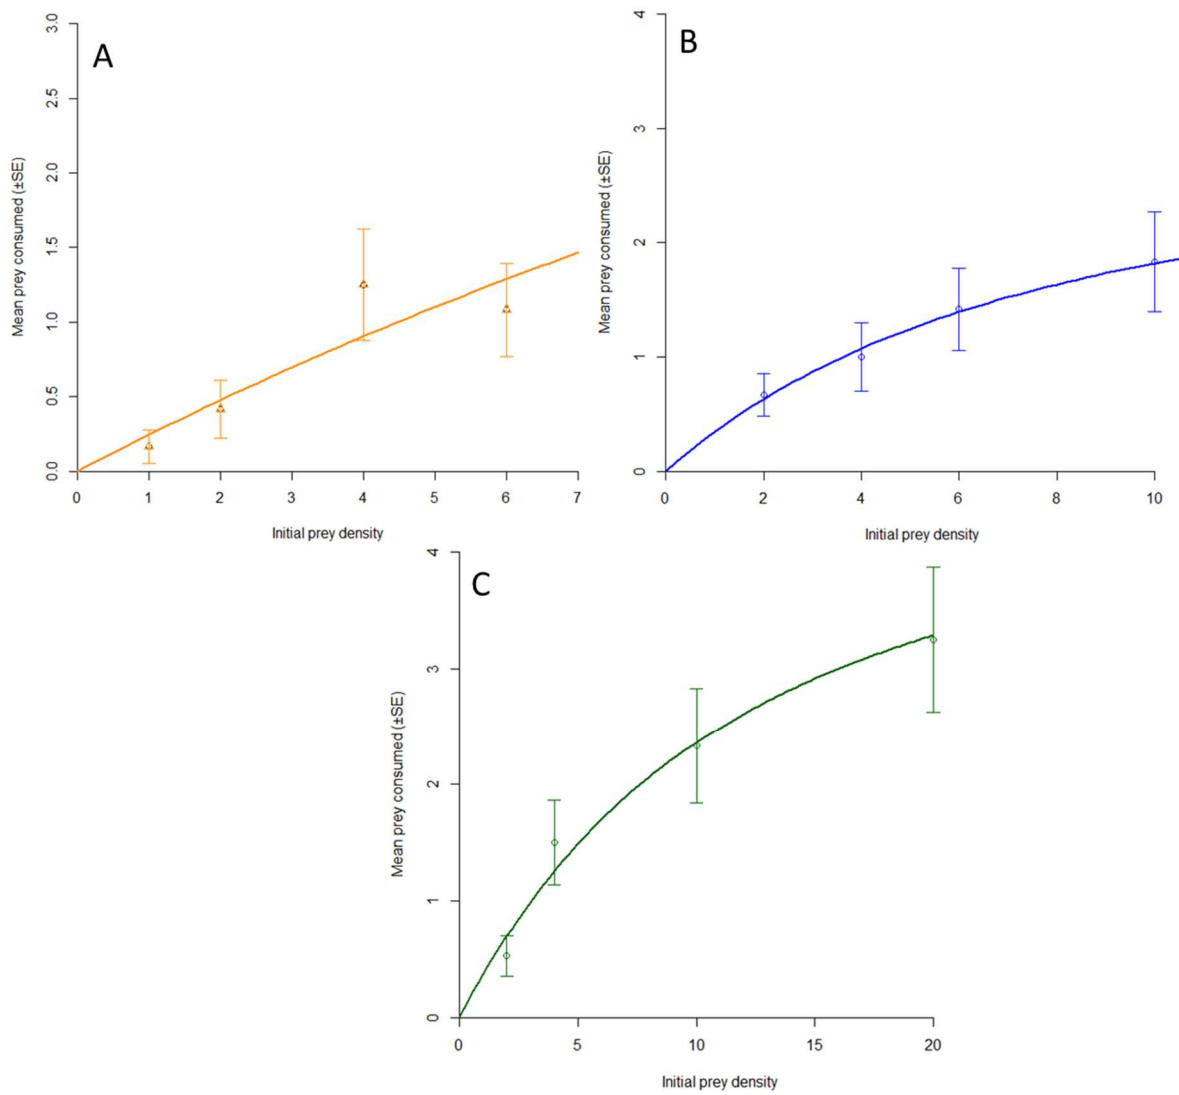 A
Mean prey consumed (±SE)
3.0
2.5
2.0
1.5
1.0
0.5
0.0
0 1 2 3 4 5 6 7
Initial prey density
B
Mean prey consumed (±SE)
4
3
2
1
0
0 2 4 6 8 10
Initial prey density
C
Mean prey consumed (±SE)
4
3
2
1
0
0 5 10 15 20
Initial prey density